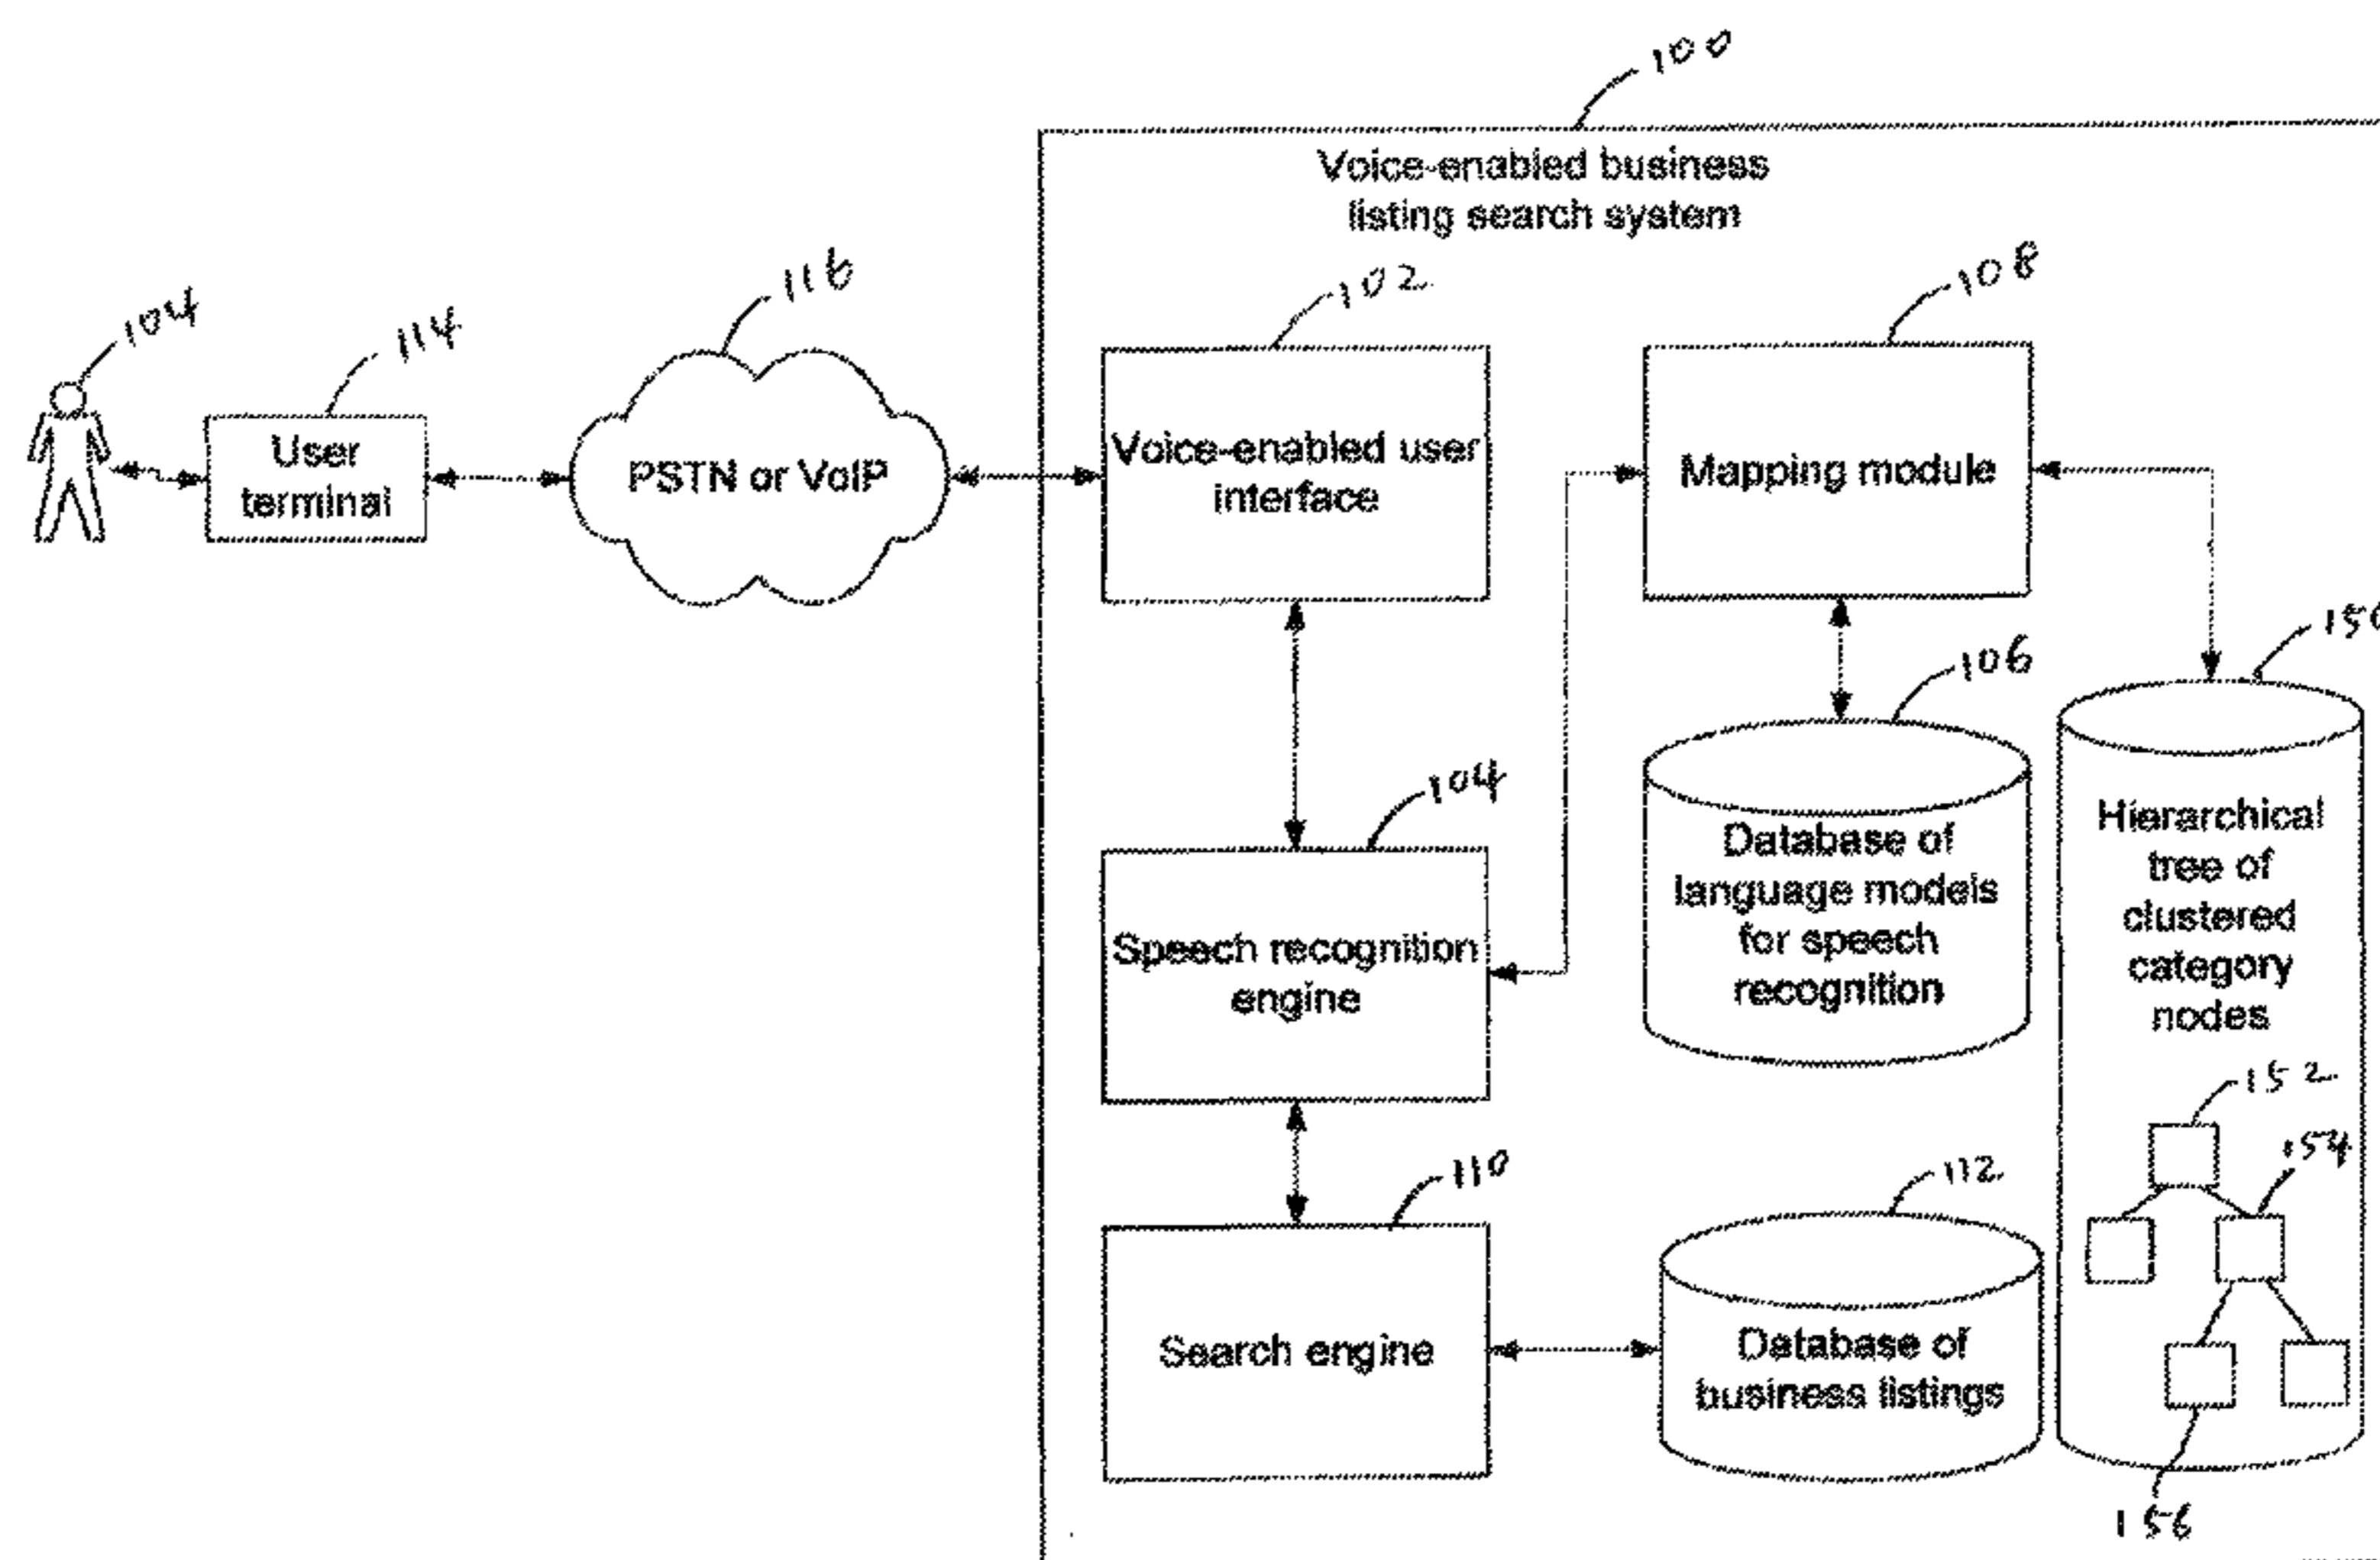 100
Voice-enabled business
listing search system
104
114
116
102
108
User
terminal
PSTN or VoIP
Voice-enabled user
interface
Mapping module
106
104
Speech recognition
engine
Database of
language models
for speech
recognition
Hierarchical
tree of
clustered
category
nodes
152
154
110
112
Search engine
Database of
business listings
156